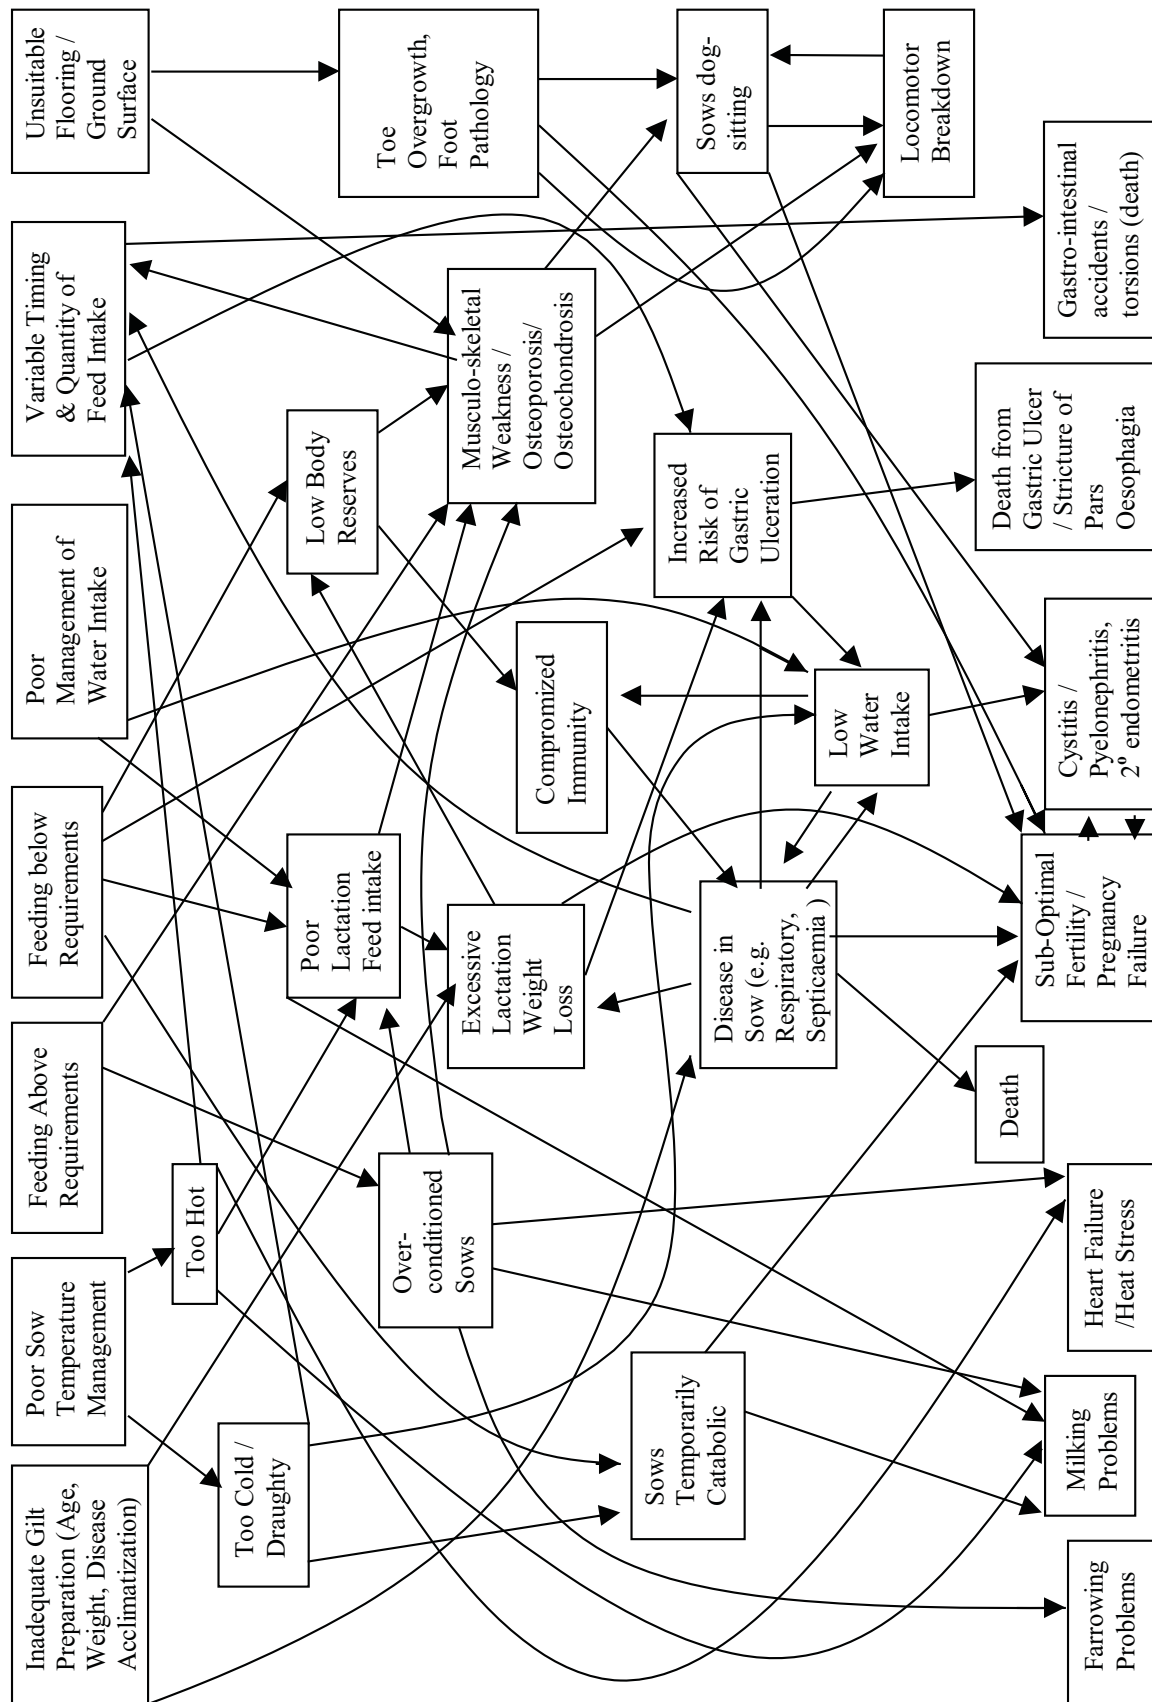 Inadequate Gilt
Preparation (Age,
Weight, Disease
Acclimatization)
Poor Sow
Temperature
Management
Feeding Above
Requirements
Feeding below
Requirements
Poor
Management of
Water Intake
Variable Timing
& Quantity of
Feed Intake
Unsuitable
Flooring /
Ground
Surface
Too Hot
Too Cold /
Draughty
Poor
Lactation
Feed intake
Low Body
Reserves
Toe
Overgrowth,
Foot
Pathology
Over-
conditioned
Sows
Excessive
Lactation
Weight
Loss
Musculo-skeletal
Weakness /
Osteoporosis/
Osteochondrosis
Compromized
Immunity
Sows
Temporarily
Catabolic
Increased
Risk of
Gastric
Ulceration
Sows dog-
sitting
Disease in
Sow (e.g.
Respiratory,
Septicaemia )
Low
Water
Intake
Locomotor
Breakdown
Death
Death from
Gastric Ulcer
/ Stricture of
Pars
Oesophagia
Gastro-intestinal
accidents /
torsions (death)
Farrowing
Problems
Milking
Problems
Heart Failure
/Heat Stress
Sub-Optimal
Fertility /
Pregnancy
Failure
Cystitis /
Pyelonephritis,
2º endometritis